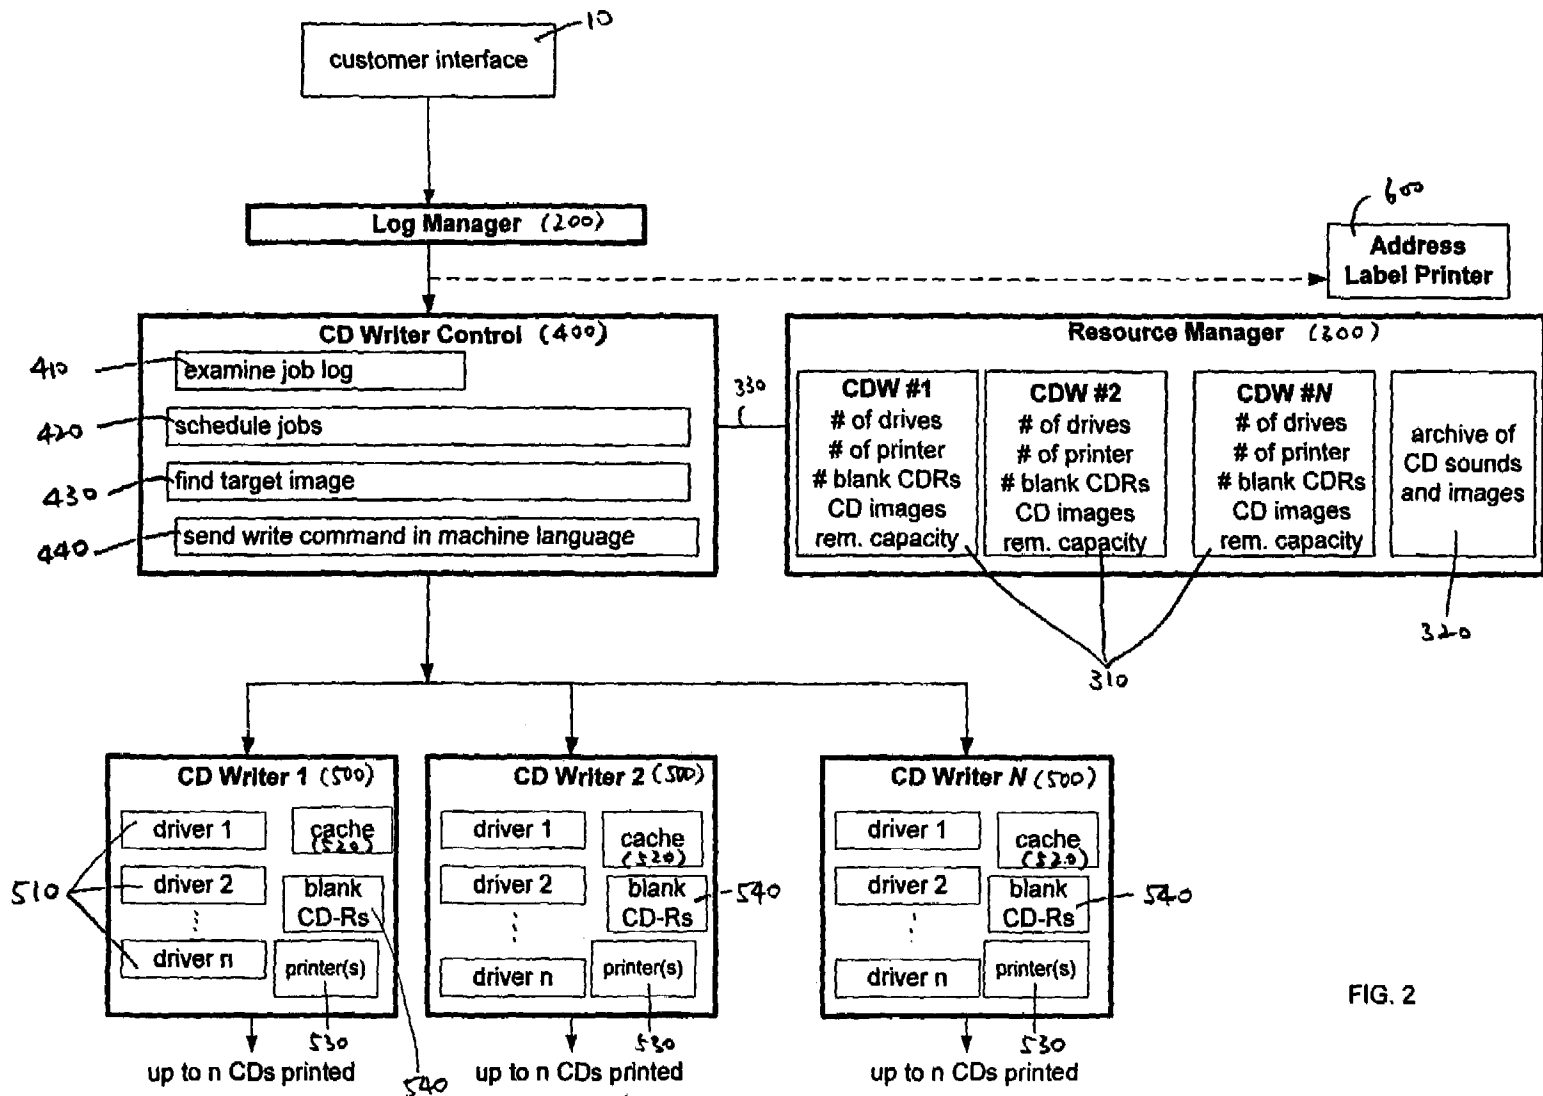 10
customer interface
Log Manager (200)
600
Address
Label Printer
CD Writer Control (400)
410
examine job log
420
schedule jobs
430
find target image
440
send write command in machine language
330
Resource Manager (300)
CDW #1
# of drives
# of printer
# blank CDRs
CD images
rem. capacity
CDW #2
# of drives
# of printer
# blank CDRs
CD images
rem. capacity
CDW #N
# of drives
# of printer
# blank CDRs
CD images
rem. capacity
archive of
CD sounds
and images
310
320
CD Writer 1 (500)
driver 1
driver 2
driver n
510
cache
(520)
blank
CD-Rs
printer(s)
530
540
up to n CDs printed
CD Writer 2 (500)
driver 1
driver 2
driver n
cache
(520)
blank
CD-Rs
540
printer(s)
530
up to n CDs printed
CD Writer N (500)
driver 1
driver 2
driver n
cache
(520)
blank
CD-Rs
540
printer(s)
530
up to n CDs printed
FIG. 2